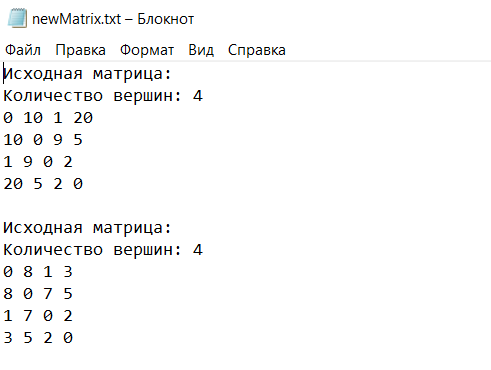 newMatrix.txt – Блокнот
Файл Правка Формат Вид Справка
Исходная матрица:
Количество вершин: 4
0 10 1 20
10 0 9 5
1 9 0 2
20 5 2 0
Исходная матрица:
Количество вершин: 4
0 8 1 3
8 0 7 5
1 7 0 2
3 5 2 0